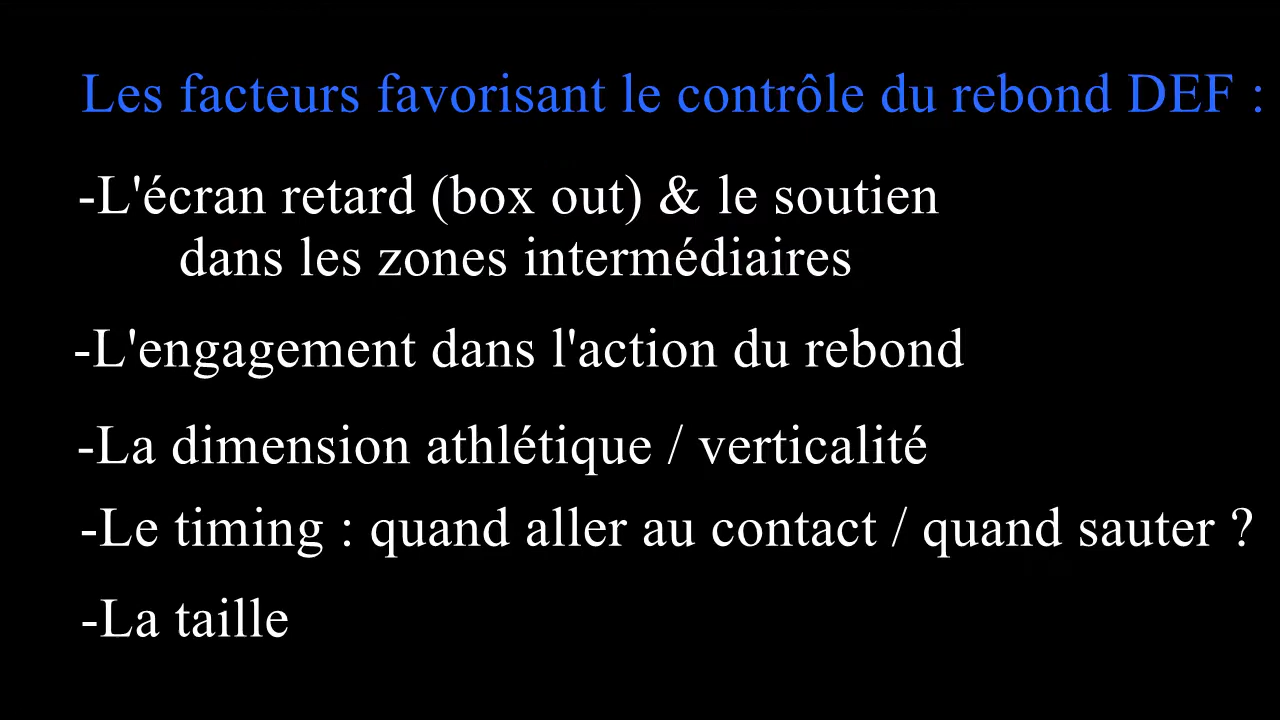 Les facteurs favorisant le contrôle du rebond DEF :
-L'écran retard (box out) & le soutien
dans les zones intermédiaires
-L'engagement dans l'action du rebond
-La dimension athlétique / verticalité
-Le timing : quand aller au contact / quand sauter ?
-La taille